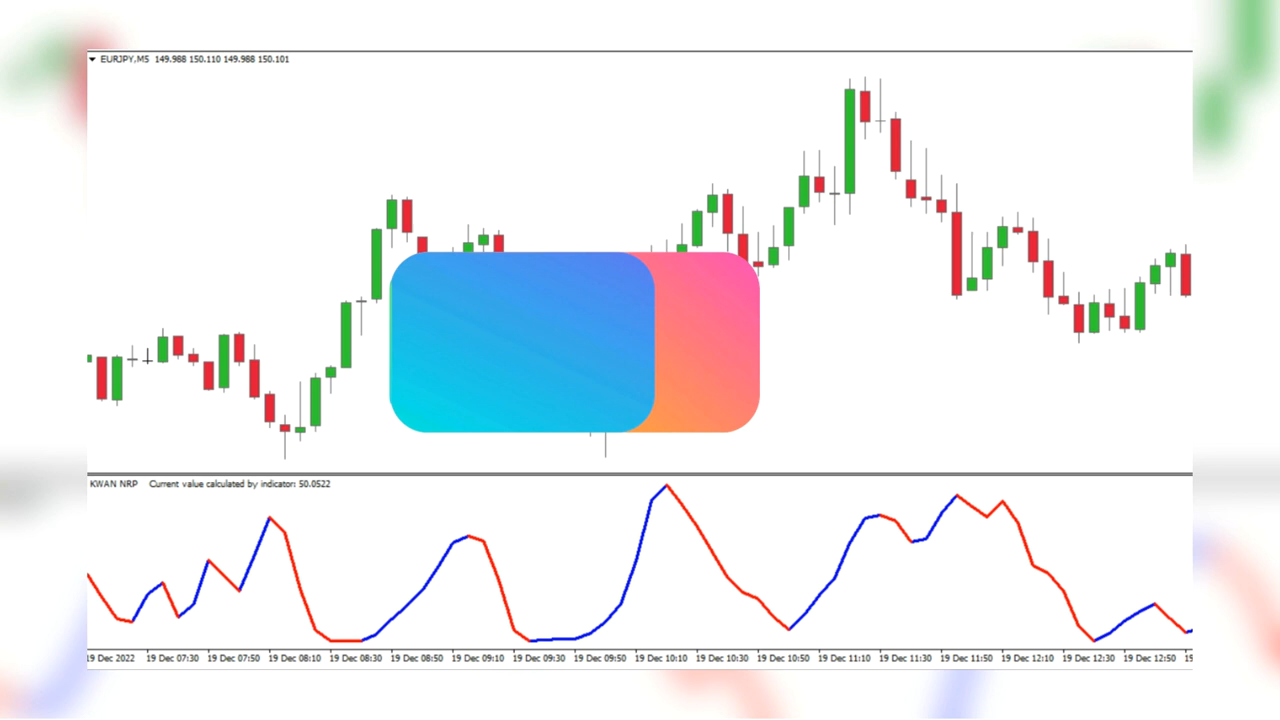 EURJPY,M5 149.988 150.110 149.988 150.101
KWAN NRP Current value calculated by indicator: 50.0522
19 Dec 2022 19 Dec 07:30 19 Dec 07:50 19 Dec 08:10 19 Dec 08:30 19 Dec 08:50 19 Dec 09:10 19 Dec 09:30 19 Dec 09:50 19 Dec 10:10 19 Dec 10:30 19 Dec 10:50 19 Dec 11:10 19 Dec 11:30 19 Dec 11:50 19 Dec 12:10 19 Dec 12:30 19 Dec 12:50 19